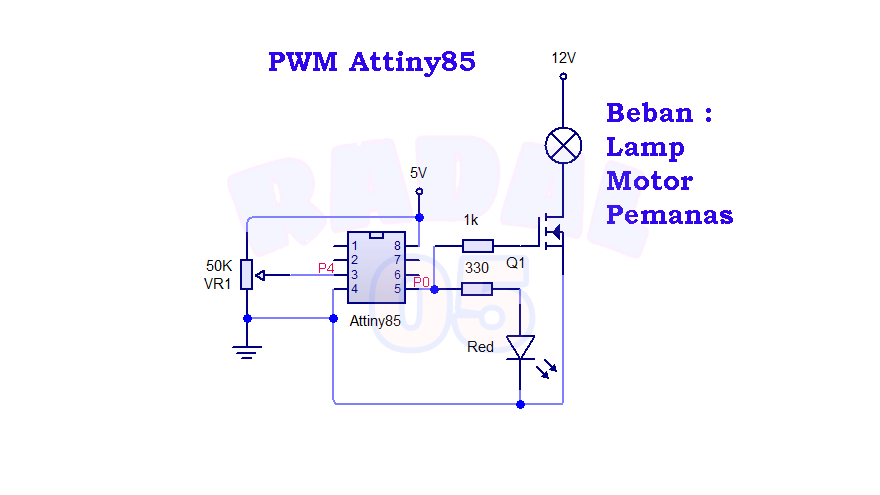 PWM Attiny85
12V
Beban :
Lamp
Motor
Pemanas
RADAL
05
5V
1k
50K
VR1
P4
1
2
3
4
8
7
6
5
P0
330
Q1
Attiny85
Red